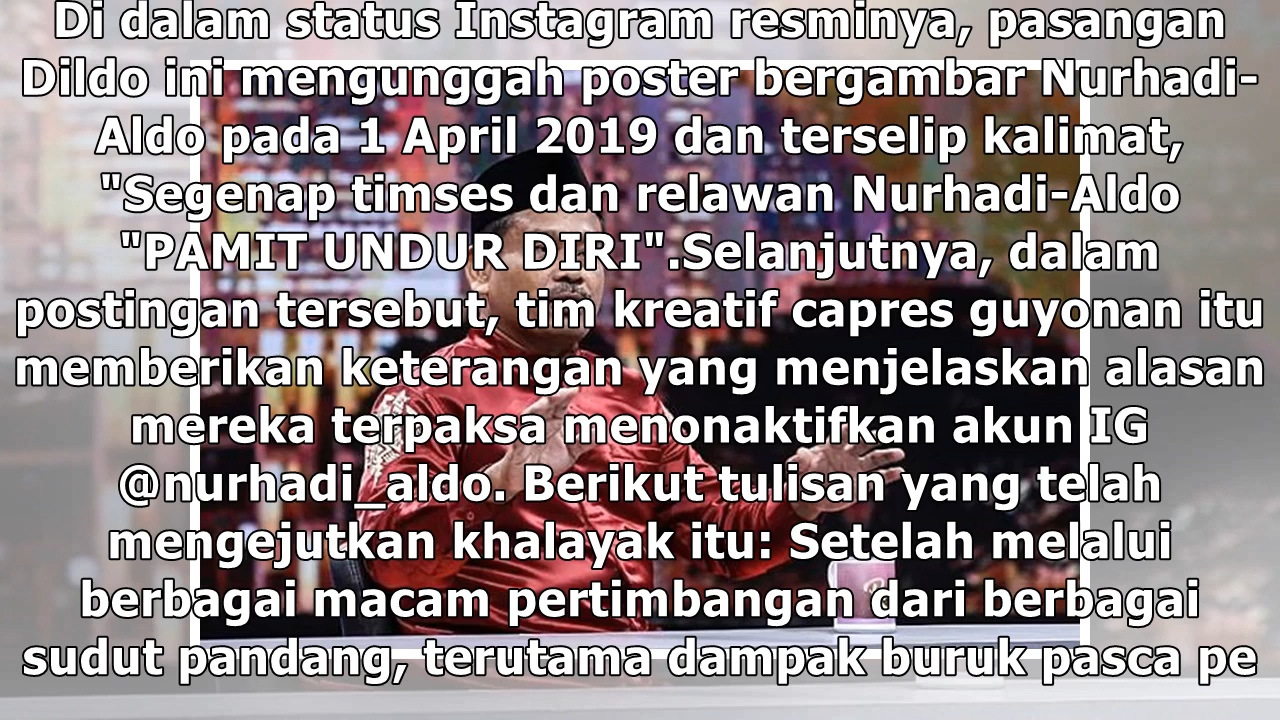 Di dalam status Instagram resminya, pasangan
Dildo ini mengunggah poster bergambar Nurhadi-
Aldo pada 1 April 2019 dan terselip kalimat,
"Segenap timses dan relawan Nurhadi-Aldo
"PAMIT UNDUR DIRI".Selanjutnya, dalam
postingan tersebut, tim kreatif capres guyonan itu
memberikan keterangan yang menjelaskan alasan
mereka terpaksa menonaktifkan akun IG
@nurhadi_aldo. Berikut tulisan yang telah
mengejutkan khalayak itu: Setelah melalui
berbagai macam pertimbangan dari berbagai
sudut pandang, terutama dampak buruk pasca pe